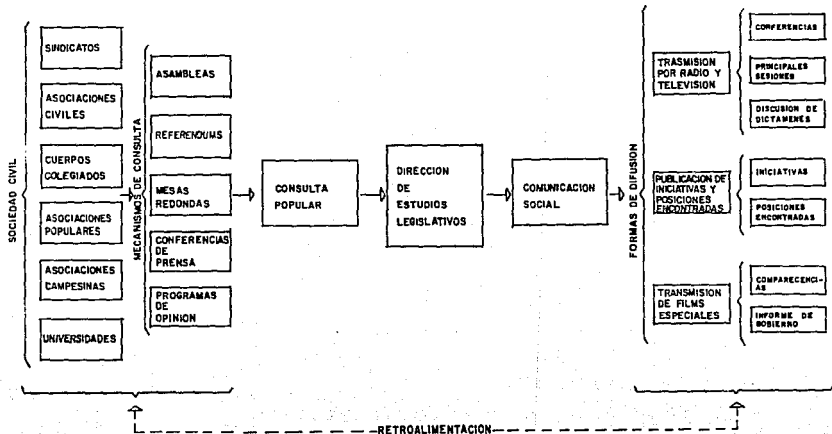 SOCIEDAD CIVIL
SINDICATOS
ASOCIACIONES
CIVILES
CUERPOS
COLEGIADOS
ASOCIACIONES
POPULARES
ASOCIACIONES
CAMPESINAS
UNIVERSIDADES
MECANISMOS DE CONSULTA
ASAMBLEAS
REFERENDUMS
MESAS
REDONDAS
CONFERENCIAS
DE
PRENSA
PROGRAMAS
DE
OPINION
CONSULTA
POPULAR
DIRECCION
DE
ESTUDIOS
LEGISLATIVOS
COMUNICACION
SOCIAL
FORMAS DE DIFUSION
TRASMISION
POR RADIO Y
TELEVISION
CONFERENCIAS
PRINCIPALES
SESIONES
DISCUSION DE
DICTAMENES
PUBLICACION DE
INICIATIVAS Y
POSICIONES
ENCONTRADAS
INICIATIVAS
POSICIONES
ENCONTRADAS
TRANSMISION
DE FILMS
ESPECIALES
COMPARECENCI-
AS
INFORME DE
GOBIERNO
RETROALIMENTACION